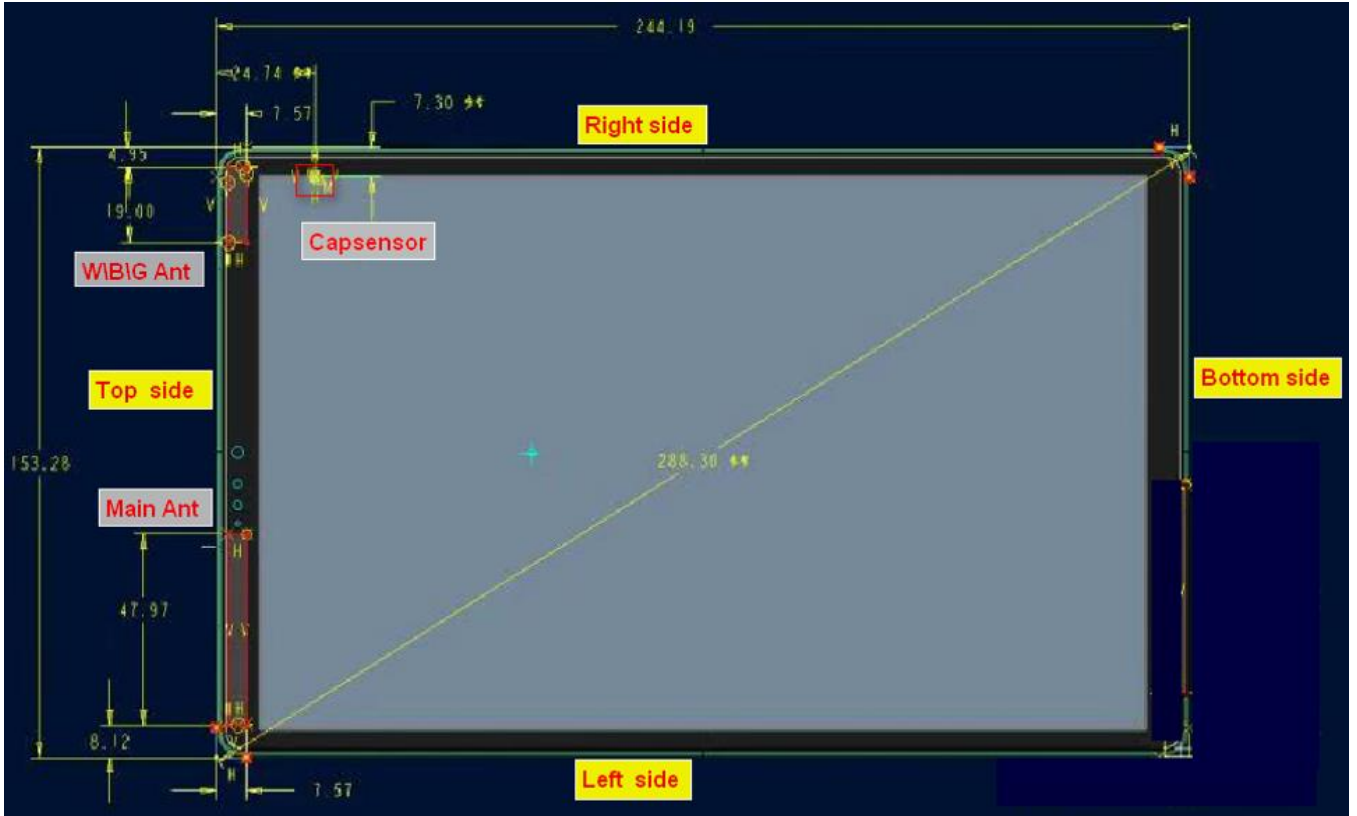 244.19
24.74
7.57
7.30
Right side
H
H
4.95
V
V
V
V
H
19.00
Capsensor
H
W\B\G Ant
Top side
Bottom side
153.28
288.30
Main Ant
H
47.97
V V
H
8.12
V
Left side
H
7.57